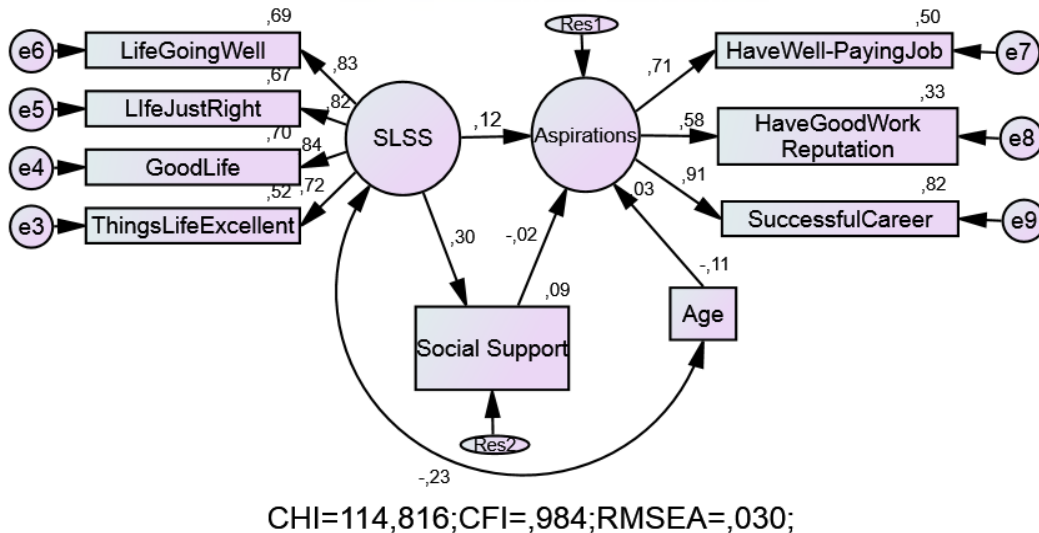 Res1
,69
,50
e6
LifeGoingWell
HaveWell-PayingJob
e7
,83
,71
,67
e5
LIfeJustRight
,82
SLSS
,12
Aspirations
,58
,33
HaveGoodWork
Reputation
e8
,70
e4
GoodLife
,84
,91
,82
,52
,72
e3
ThingsLifeExcellent
03
SuccessfulCareer
e9
,30
-,02
-,11
,09
Age
Social Support
Res2
-,23
CHI=114,816;CFI=,984;RMSEA=,030;